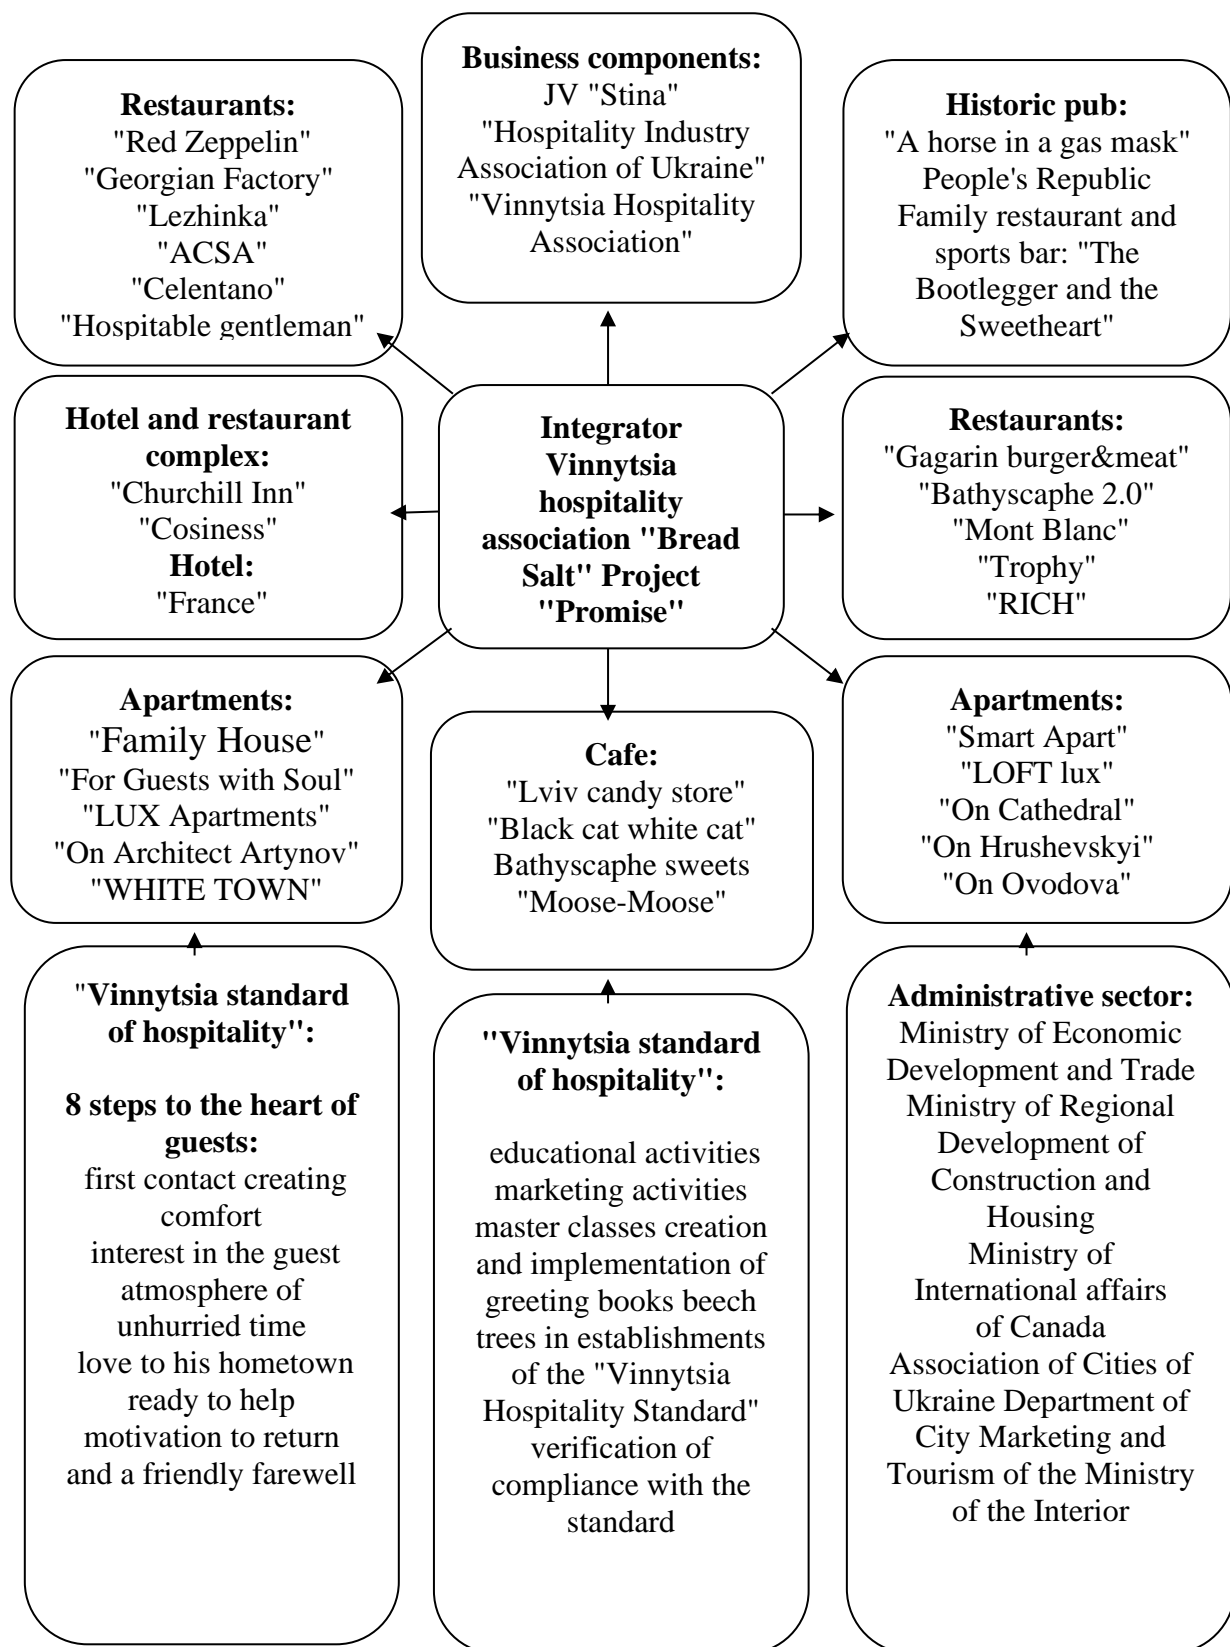 Restaurants:
"Red Zeppelin"
"Georgian Factory"
"Lezhinka"
"ACSA"
"Celentano"
"Hospitable gentleman"
Business components:
JV "Stina"
"Hospitality Industry
Association of Ukraine"
"Vinnytsia Hospitality
Association"
Historic pub:
"A horse in a gas mask"
People's Republic
Family restaurant and
sports bar: "The
Bootlegger and the
Sweetheart"
Hotel and restaurant
complex:
"Churchill Inn"
"Cosiness"
Hotel:
"France"
Integrator
Vinnytsia
hospitality
association "Bread
Salt" Project
"Promise"
Restaurants:
"Gagarin burger&meat"
"Bathyscaphe 2.0"
"Mont Blanc"
"Trophy"
"RICH"
Apartments:
"Family House"
"For Guests with Soul"
"LUX Apartments"
"On Architect Artynov"
"WHITE TOWN"
Cafe:
"Lviv candy store"
"Black cat white cat"
Bathyscaphe sweets
"Moose-Moose"
Apartments:
"Smart Apart"
"LOFT lux"
"On Cathedral"
"On Hrushevskyi"
"On Ovodova"
"Vinnytsia standard
of hospitality":
8 steps to the heart of
guests:
first contact creating
comfort
interest in the guest
atmosphere of
unhurried time
love to his hometown
ready to help
motivation to return
and a friendly farewell
"Vinnytsia standard
of hospitality":
educational activities
marketing activities
master classes creation
and implementation of
greeting books beech
trees in establishments
of the "Vinnytsia
Hospitality Standard"
verification of
compliance with the
standard
Administrative sector:
Ministry of Economic
Development and Trade
Ministry of Regional
Development of
Construction and
Housing
Ministry of
International affairs
of Canada
Association of Cities of
Ukraine Department of
City Marketing and
Tourism of the Ministry
of the Interior